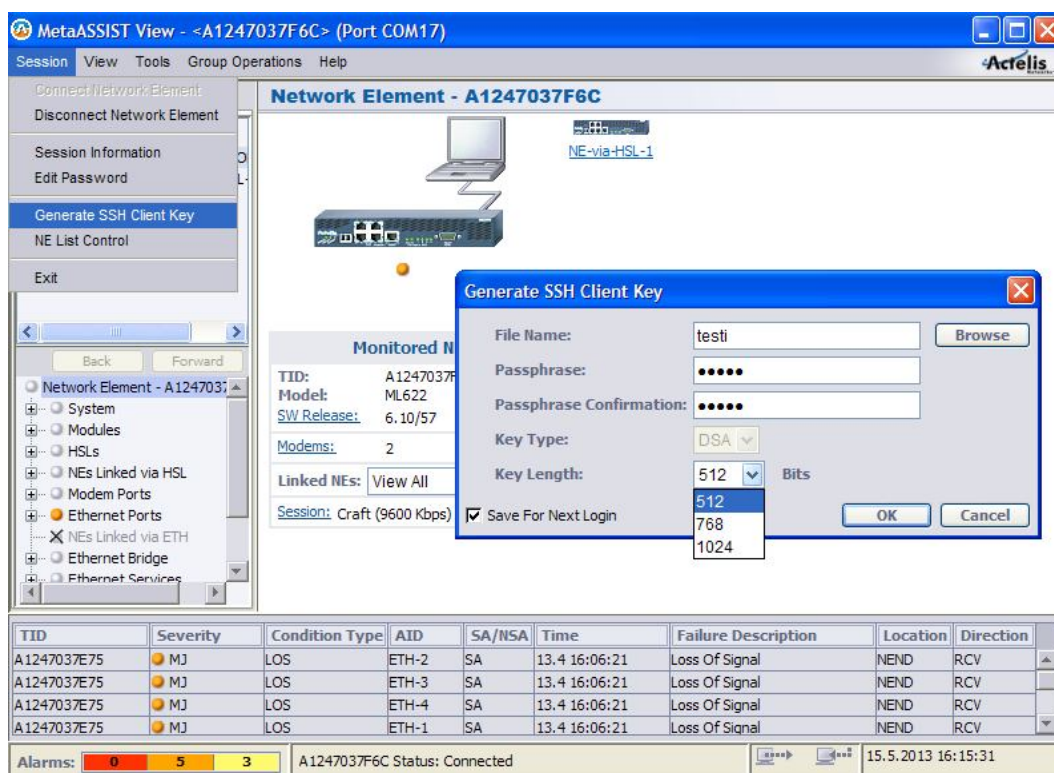 MetaASSIST View - <A1247037F6C> (Port COM17)
Session View Tools Group Operations Help
Actelis
Connect Network Element
Disconnect Network Element
Session Information
Edit Password
Generate SSH Client Key
NE List Control
Exit
Network Element - A1247037F6C
NE-via-HSL-1
Back Forward
Network Element - A124703
System
Modules
HSLs
NEs Linked via HSL
Modem Ports
Ethernet Ports
NEs Linked via ETH
Ethernet Bridge
Ethernet Services
Monitored N
TID: A1247037F
Model: ML622
SW Release: 6.10/57
Modems: 2
Linked NEs: View All
Session: Craft (9600 Kbps)
Generate SSH Client Key
File Name: testi Browse
Passphrase: •••••
Passphrase Confirmation: •••••
Key Type: DSA
Key Length: 512 Bits
512
768
1024
Save For Next Login OK Cancel
TID Severity Condition Type AID SA/NSA Time Failure Description Location Direction
A1247037E75 MJ LOS ETH-2 SA 13.4 16:06:21 Loss Of Signal NEND RCV
A1247037E75 MJ LOS ETH-3 SA 13.4 16:06:21 Loss Of Signal NEND RCV
A1247037E75 MJ LOS ETH-4 SA 13.4 16:06:21 Loss Of Signal NEND RCV
A1247037E75 MJ LOS ETH-1 SA 13.4 16:06:21 Loss Of Signal NEND RCV
Alarms: 0 5 3 A1247037F6C Status: Connected 15.5.2013 16:15:31